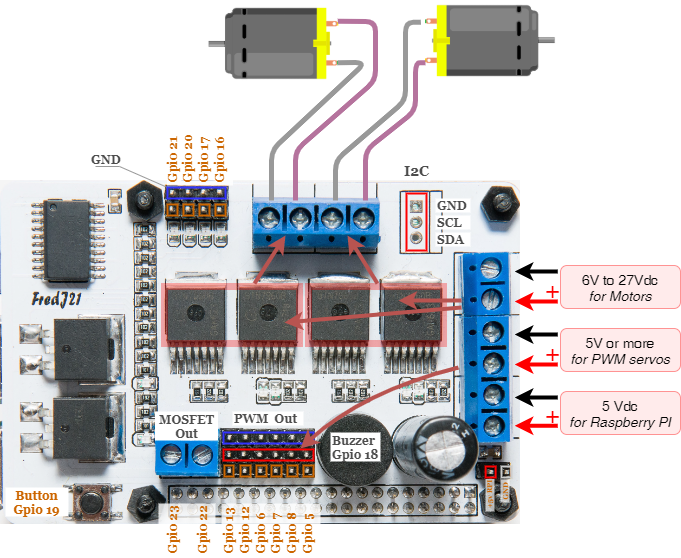 Gpio 21
Gpio 20
Gpio 17
Gpio 16
GND
I2C
GND
SCL
SDA
6V to 27Vdc
for Motors
FredJ21
5V or more
for PWM servos
5 Vdc
for Raspberry PI
MOSFET
Out
PWM Out
Buzzer
Gpio 18
Button
Gpio 19
Gpio 23
Gpio 22
Gpio 13
Gpio 12
Gpio 6
Gpio 7
Gpio 8
Gpio 5
+
+
+